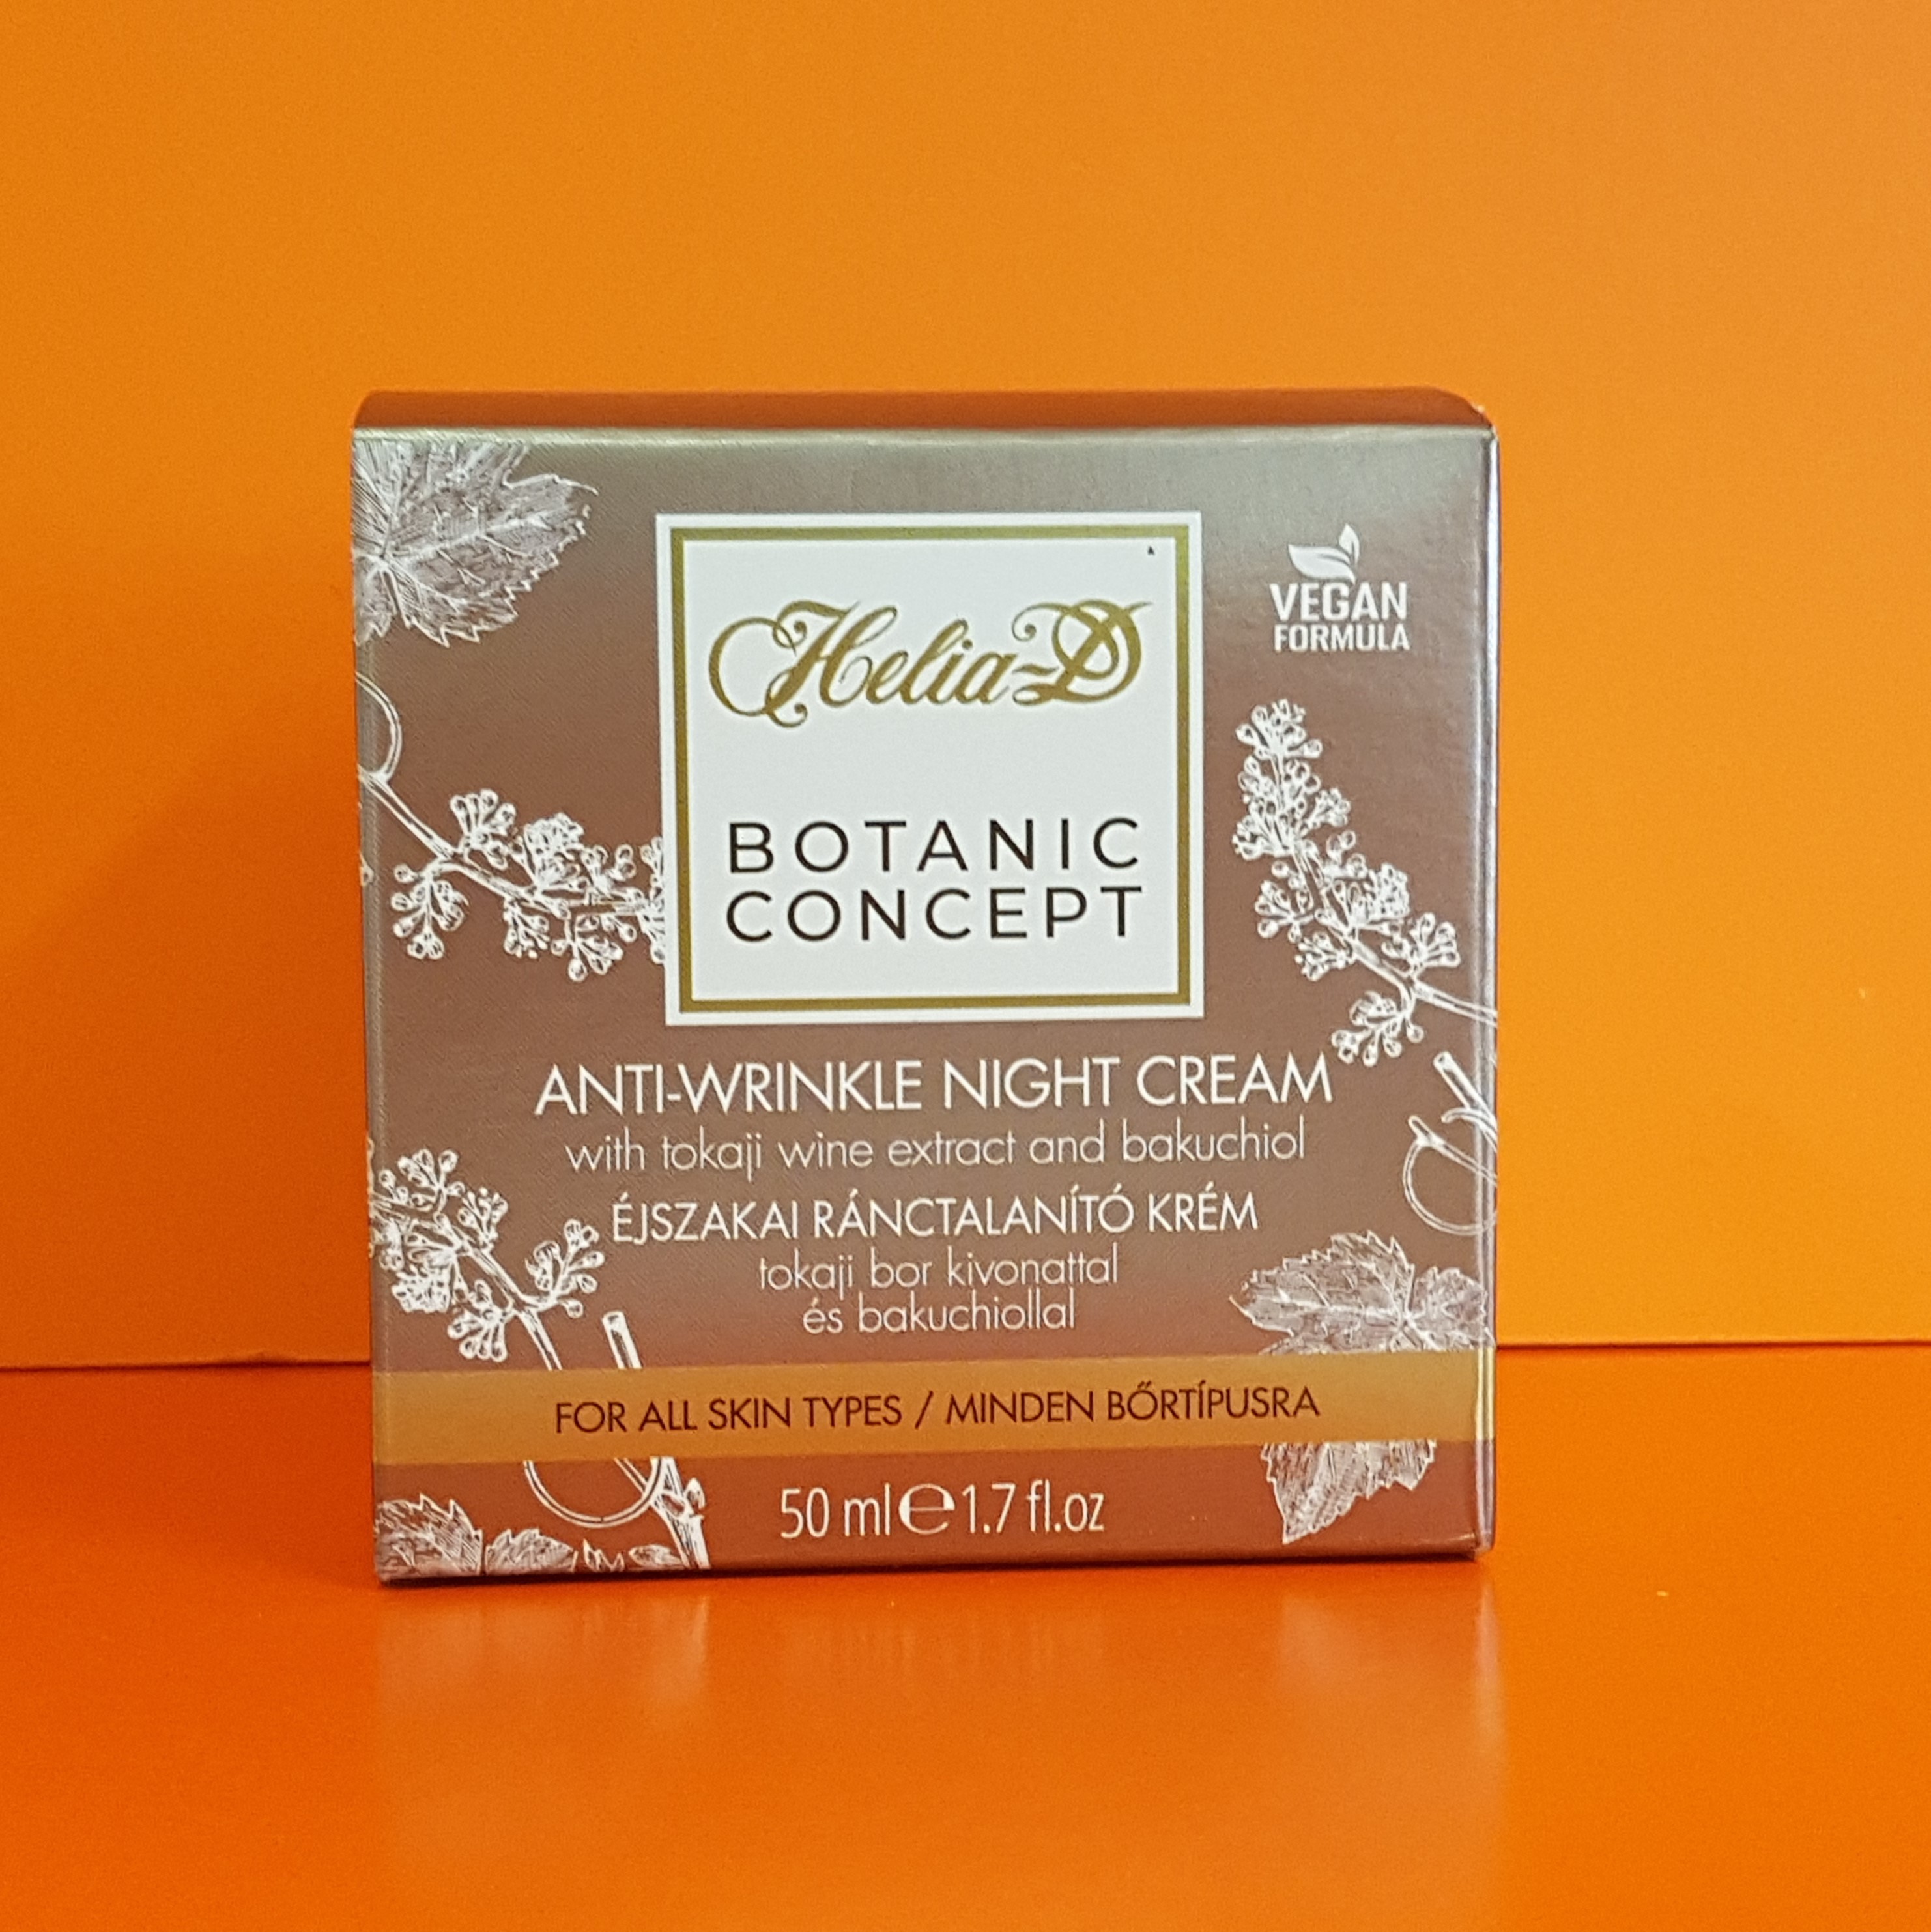 Helia-D
VEGAN
FORMULA
BOTANIC
CONCEPT
ANTI-WRINKLE NIGHT CREAM
with tokaji wine extract and bakuchiol
ÉJSZAKAI RÁNCTALANÍTÓ KRÉM
tokaji bor kivonattal
és bakuchiollal
FOR ALL SKIN TYPES / MINDEN BŐRTÍPUSRA
50 ml ℮ 1.7 fl.oz